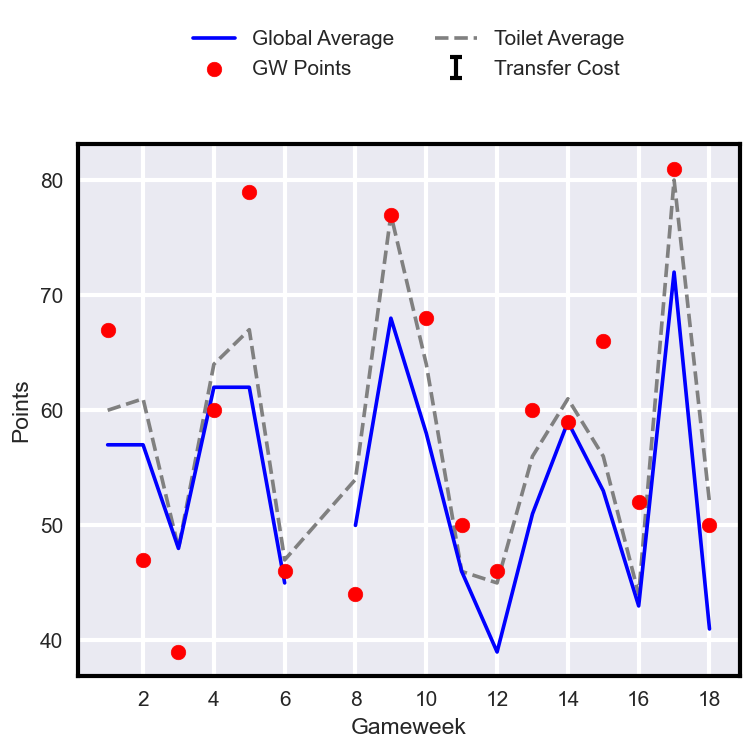 Global Average
Toilet Average
GW Points
Transfer Cost
80
70
60
50
40
Points
2 4 6 8 10 12 14 16 18
Gameweek